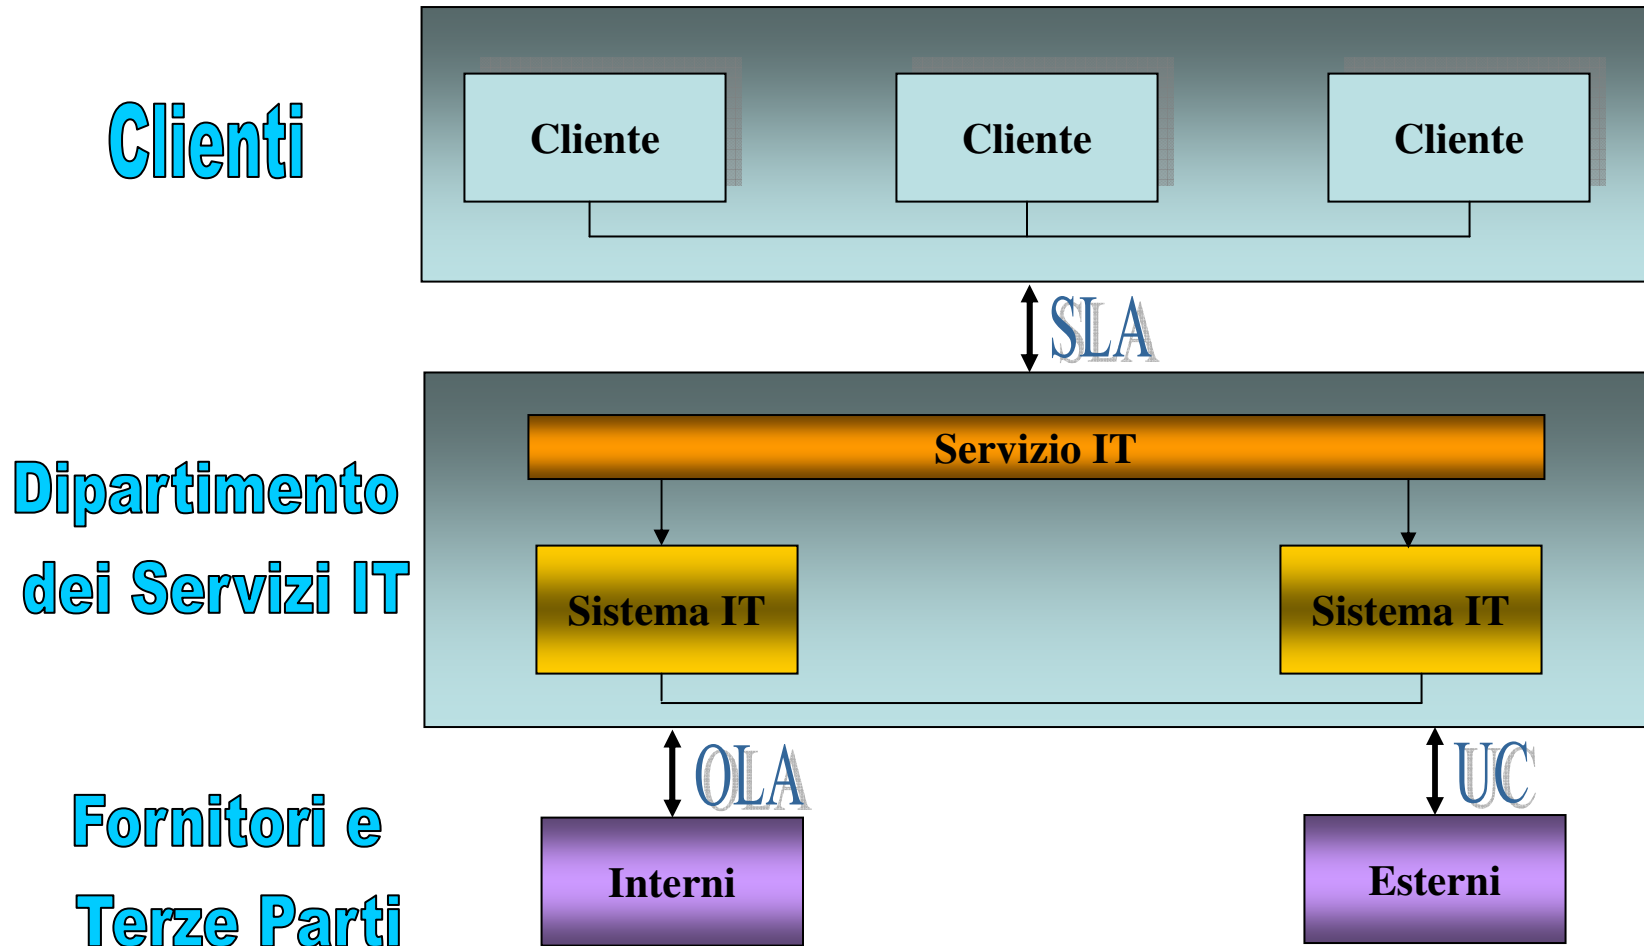 Clienti
Cliente
Cliente
Cliente
SLA
Dipartimento
dei Servizi IT
Servizio IT
Sistema IT
Sistema IT
OLA
UC
Fornitori e
Terze Parti
Interni
Esterni